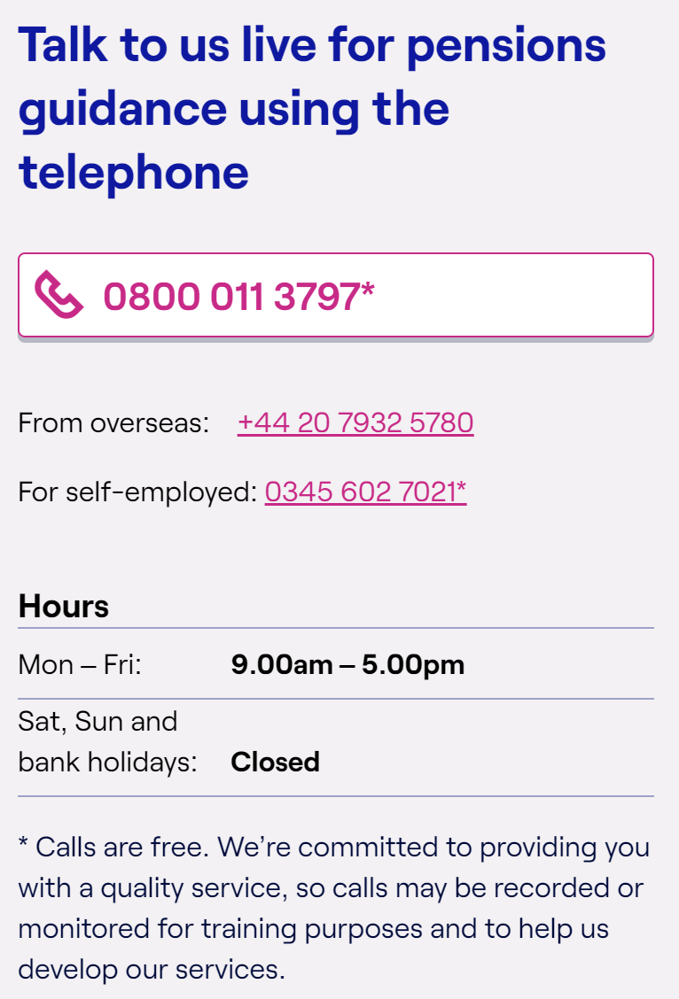 Talk to us live for pensions
guidance using the
telephone
0800 011 3797*
From overseas: +44 20 7932 5780
For self-employed: 0345 602 7021*
Hours
Mon – Fri: 9.00am – 5.00pm
Sat, Sun and
bank holidays: Closed
* Calls are free. We’re committed to providing you
with a quality service, so calls may be recorded or
monitored for training purposes and to help us
develop our services.